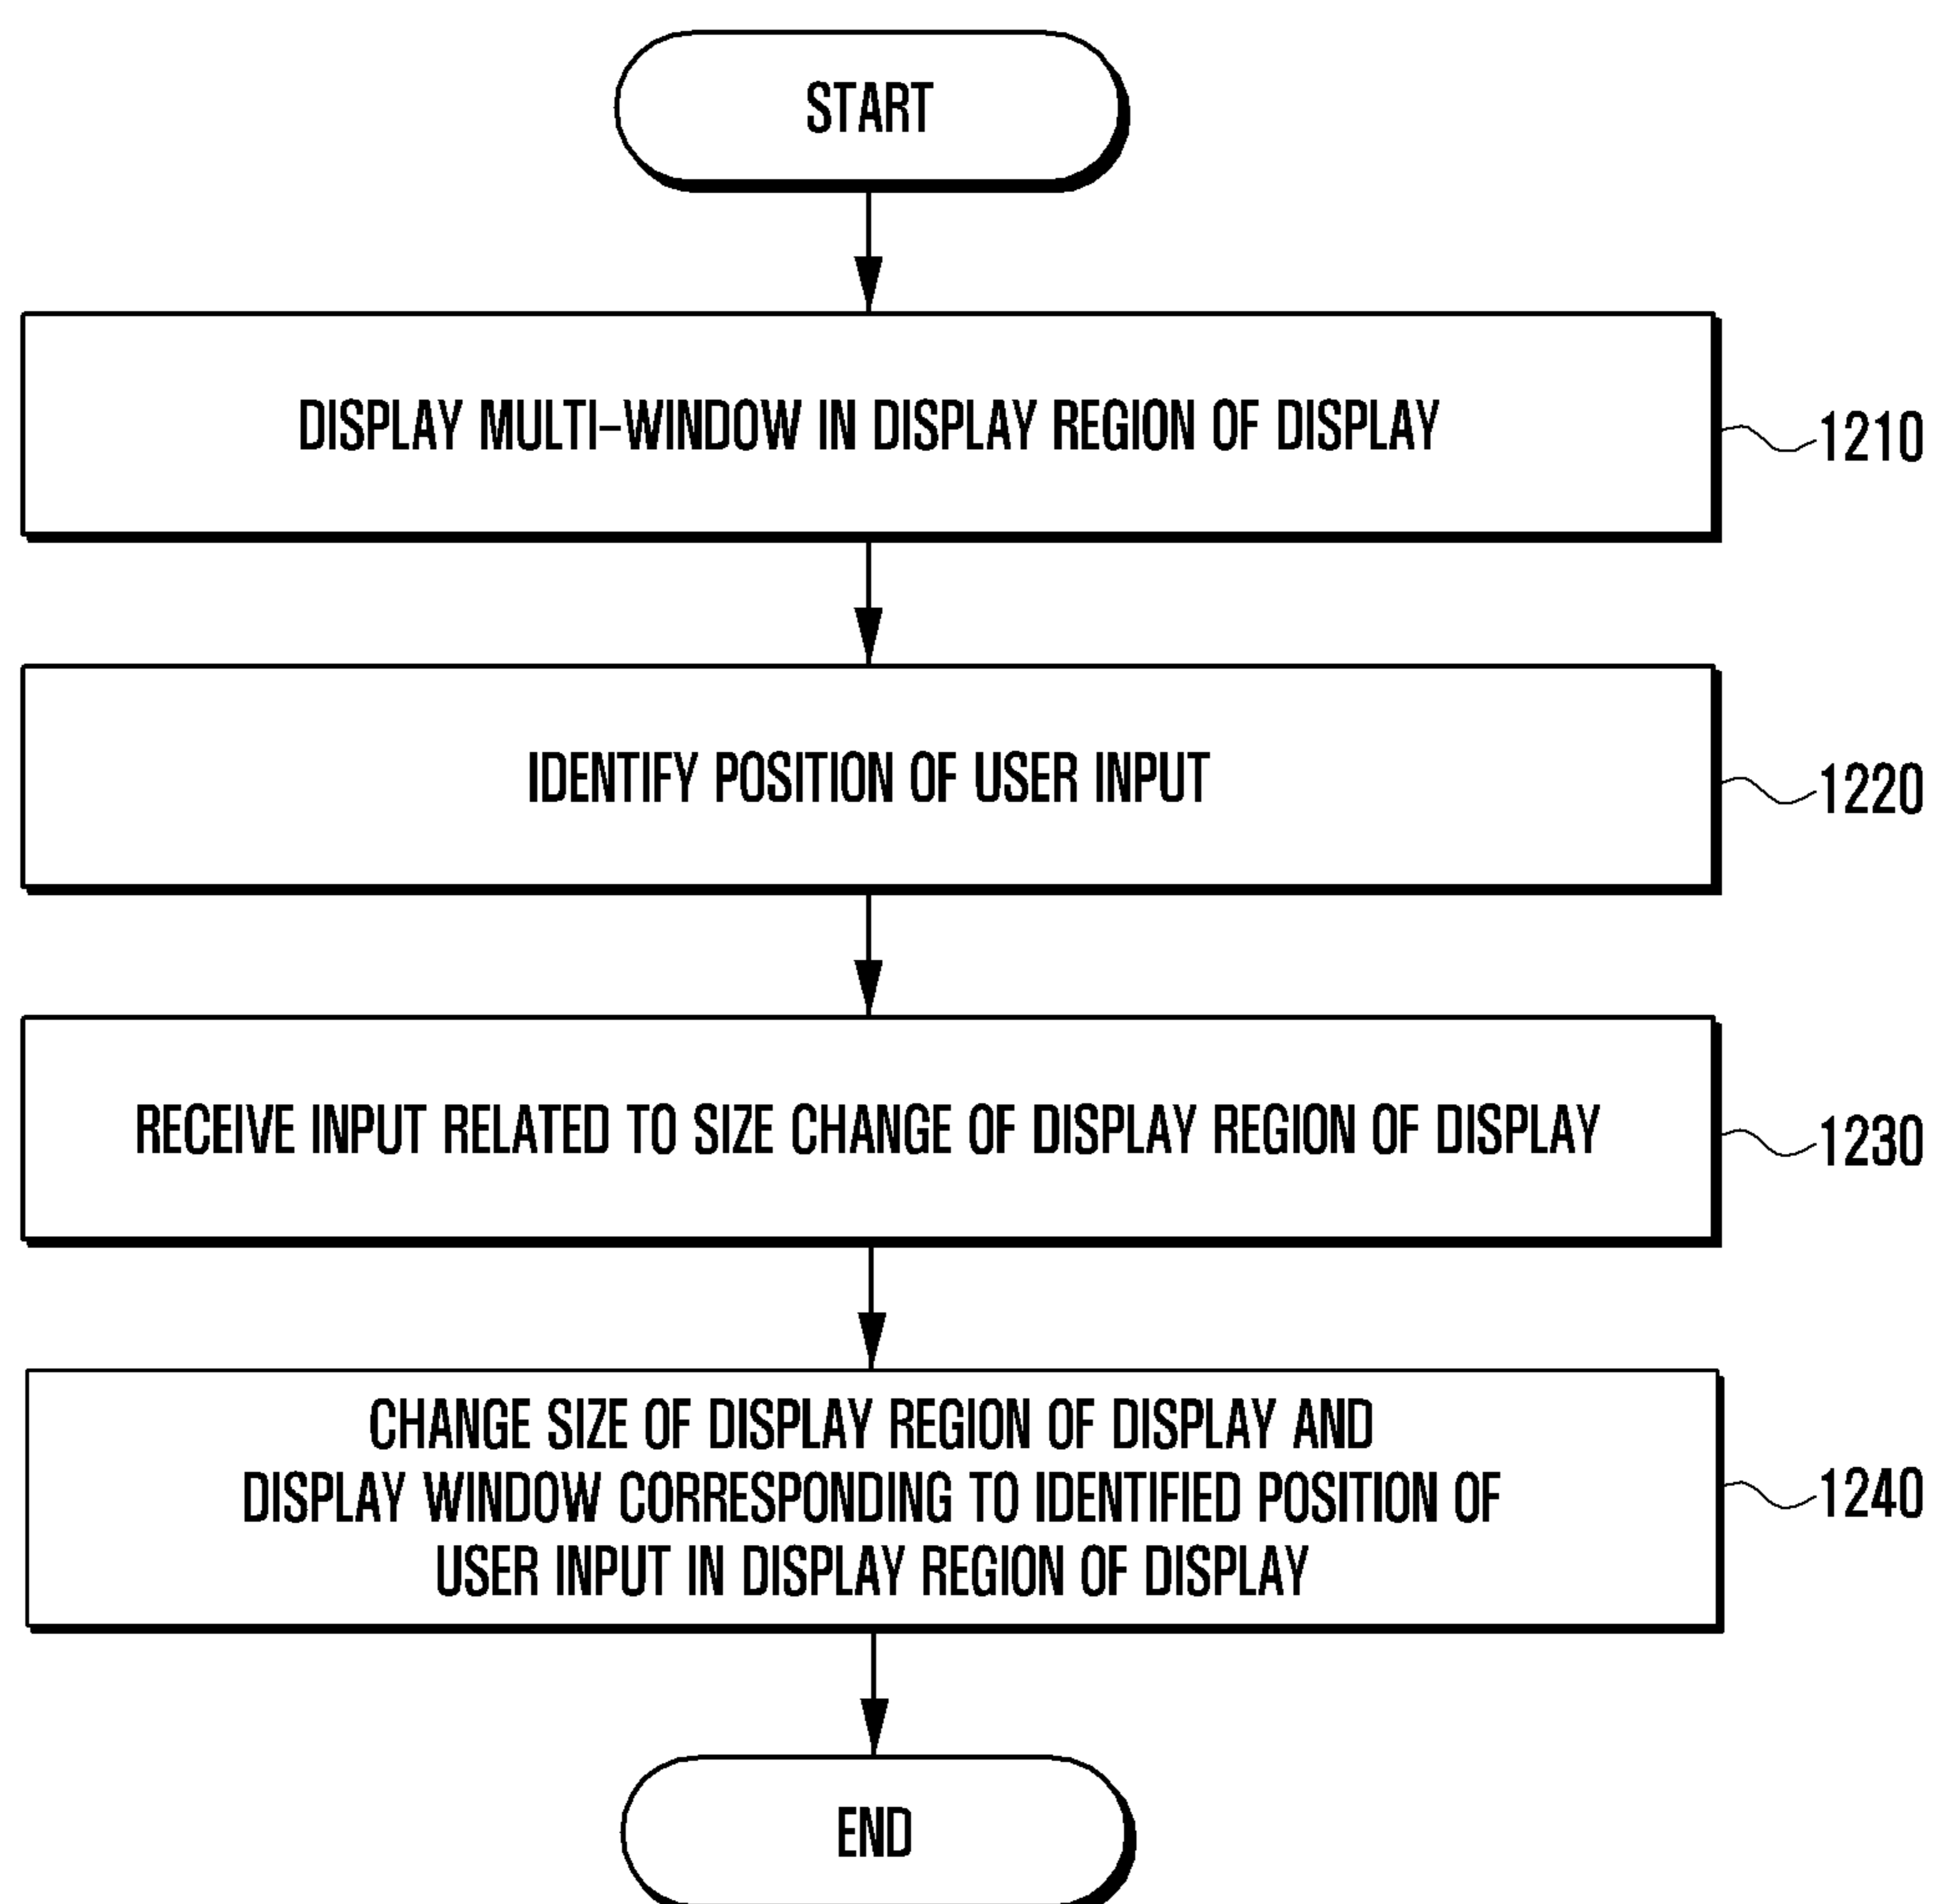 START
DISPLAY MULTI-WINDOW IN DISPLAY REGION OF DISPLAY
1210
IDENTIFY POSITION OF USER INPUT
1220
RECEIVE INPUT RELATED TO SIZE CHANGE OF DISPLAY REGION OF DISPLAY
1230
CHANGE SIZE OF DISPLAY REGION OF DISPLAY AND
DISPLAY WINDOW CORRESPONDING TO IDENTIFIED POSITION OF
USER INPUT IN DISPLAY REGION OF DISPLAY
1240
END